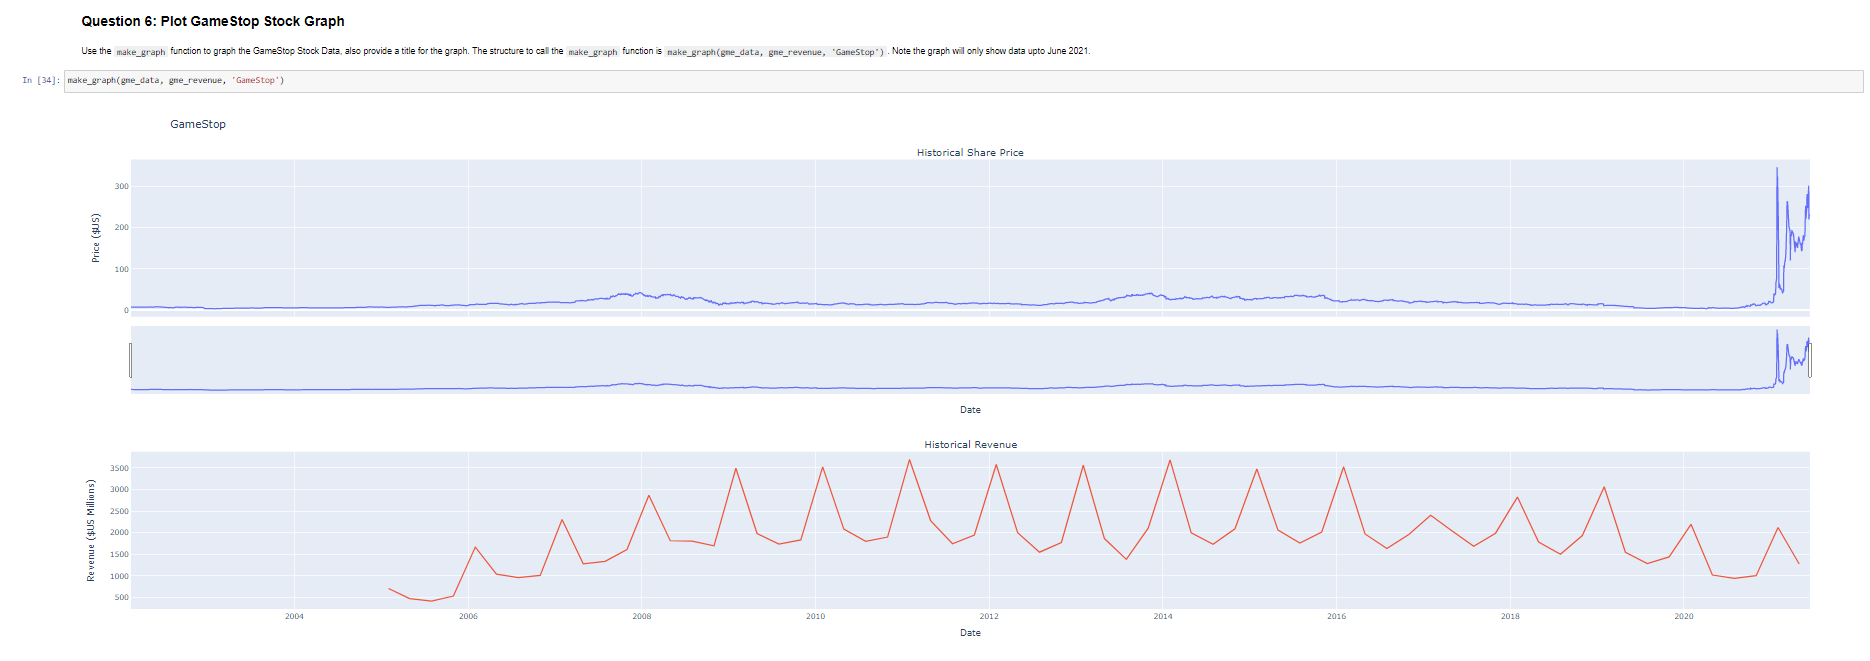 Question 6: Plot GameStop Stock Graph
Use the make_graph function to graph the GameStop Stock Data, also provide a title for the graph. The structure to call the make_graph function is make_graph(gme_data, gme_revenue, 'GameStop') . Note the graph will only show data upto June 2021.
In [34]: make_graph(gme_data, gme_revenue, 'GameStop')
GameStop
Historical Share Price
Price ($US)
300
200
100
0
Date
Historical Revenue
Revenue ($US Millions)
3500
3000
2500
2000
1500
1000
500
2004 2006 2008 2010 2012 2014 2016 2018 2020
Date